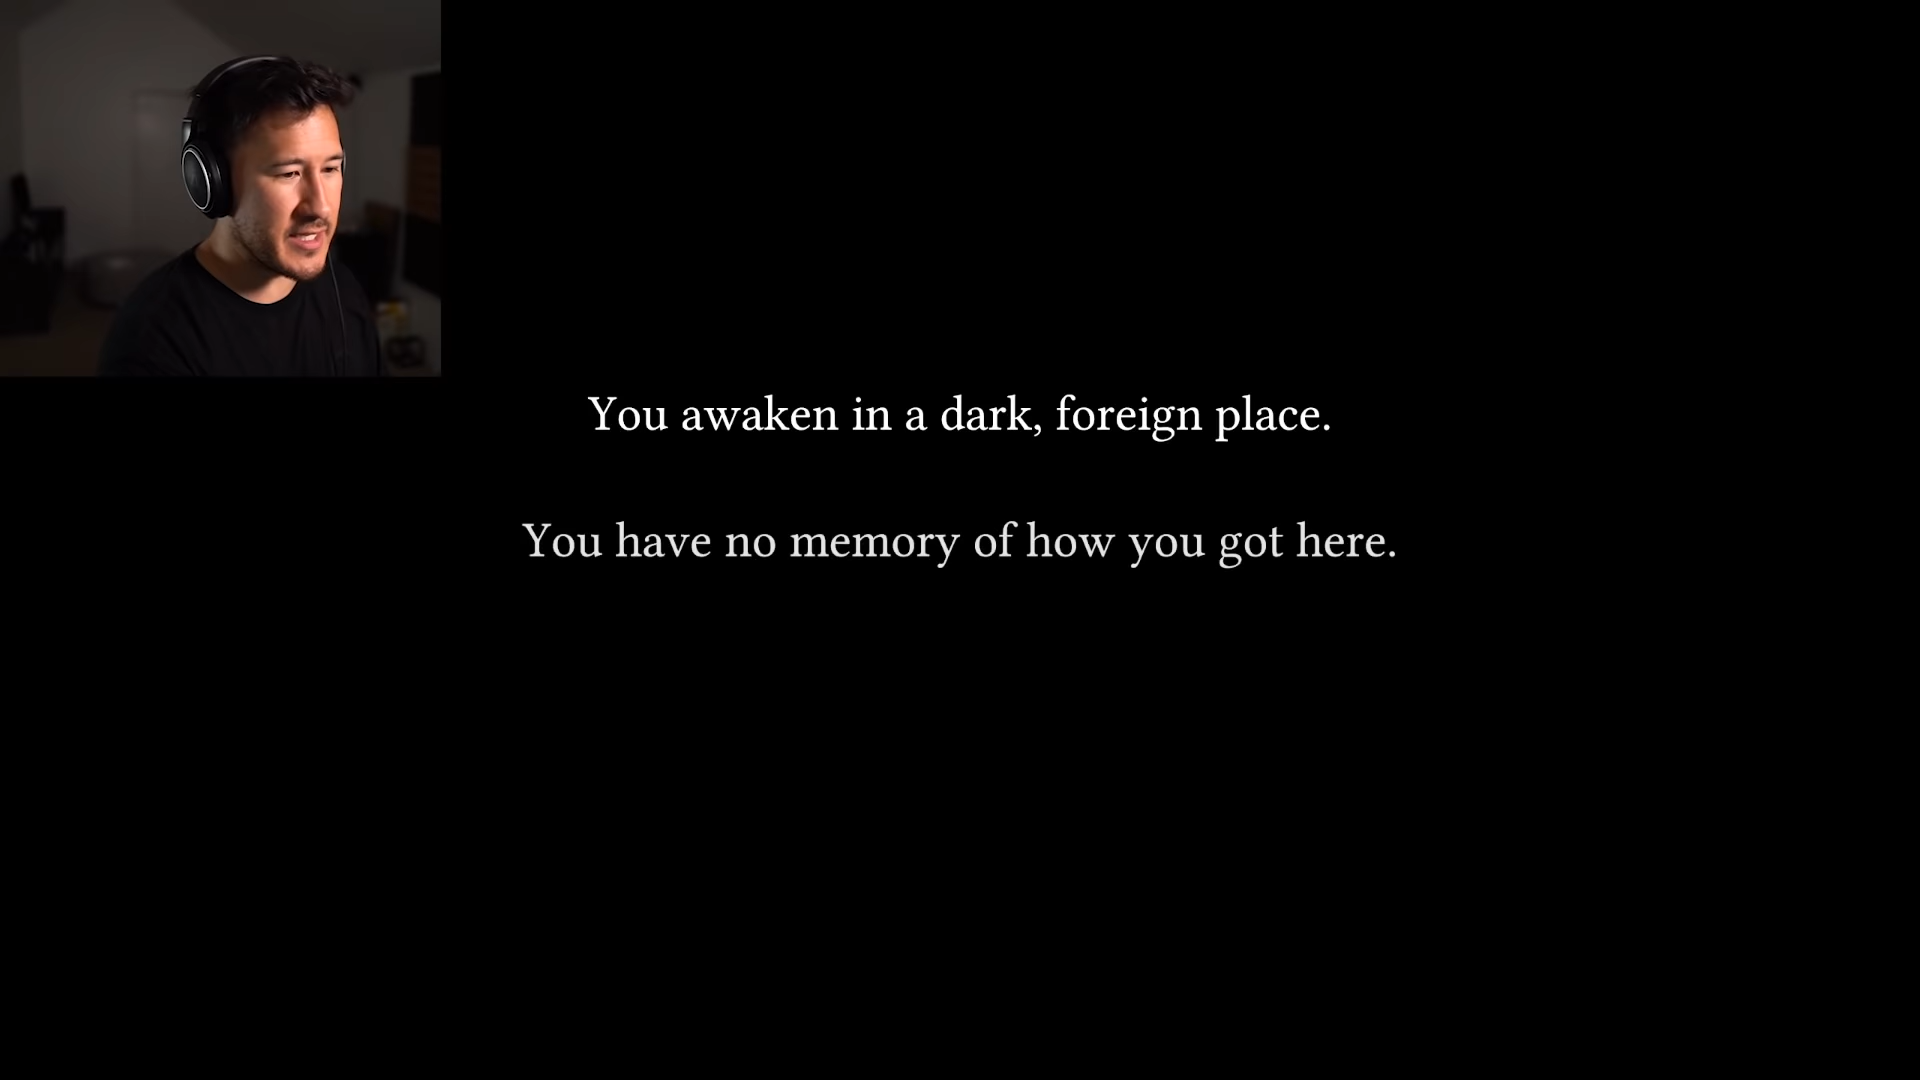 You awaken in a dark, foreign place.
You have no memory of how you got here.